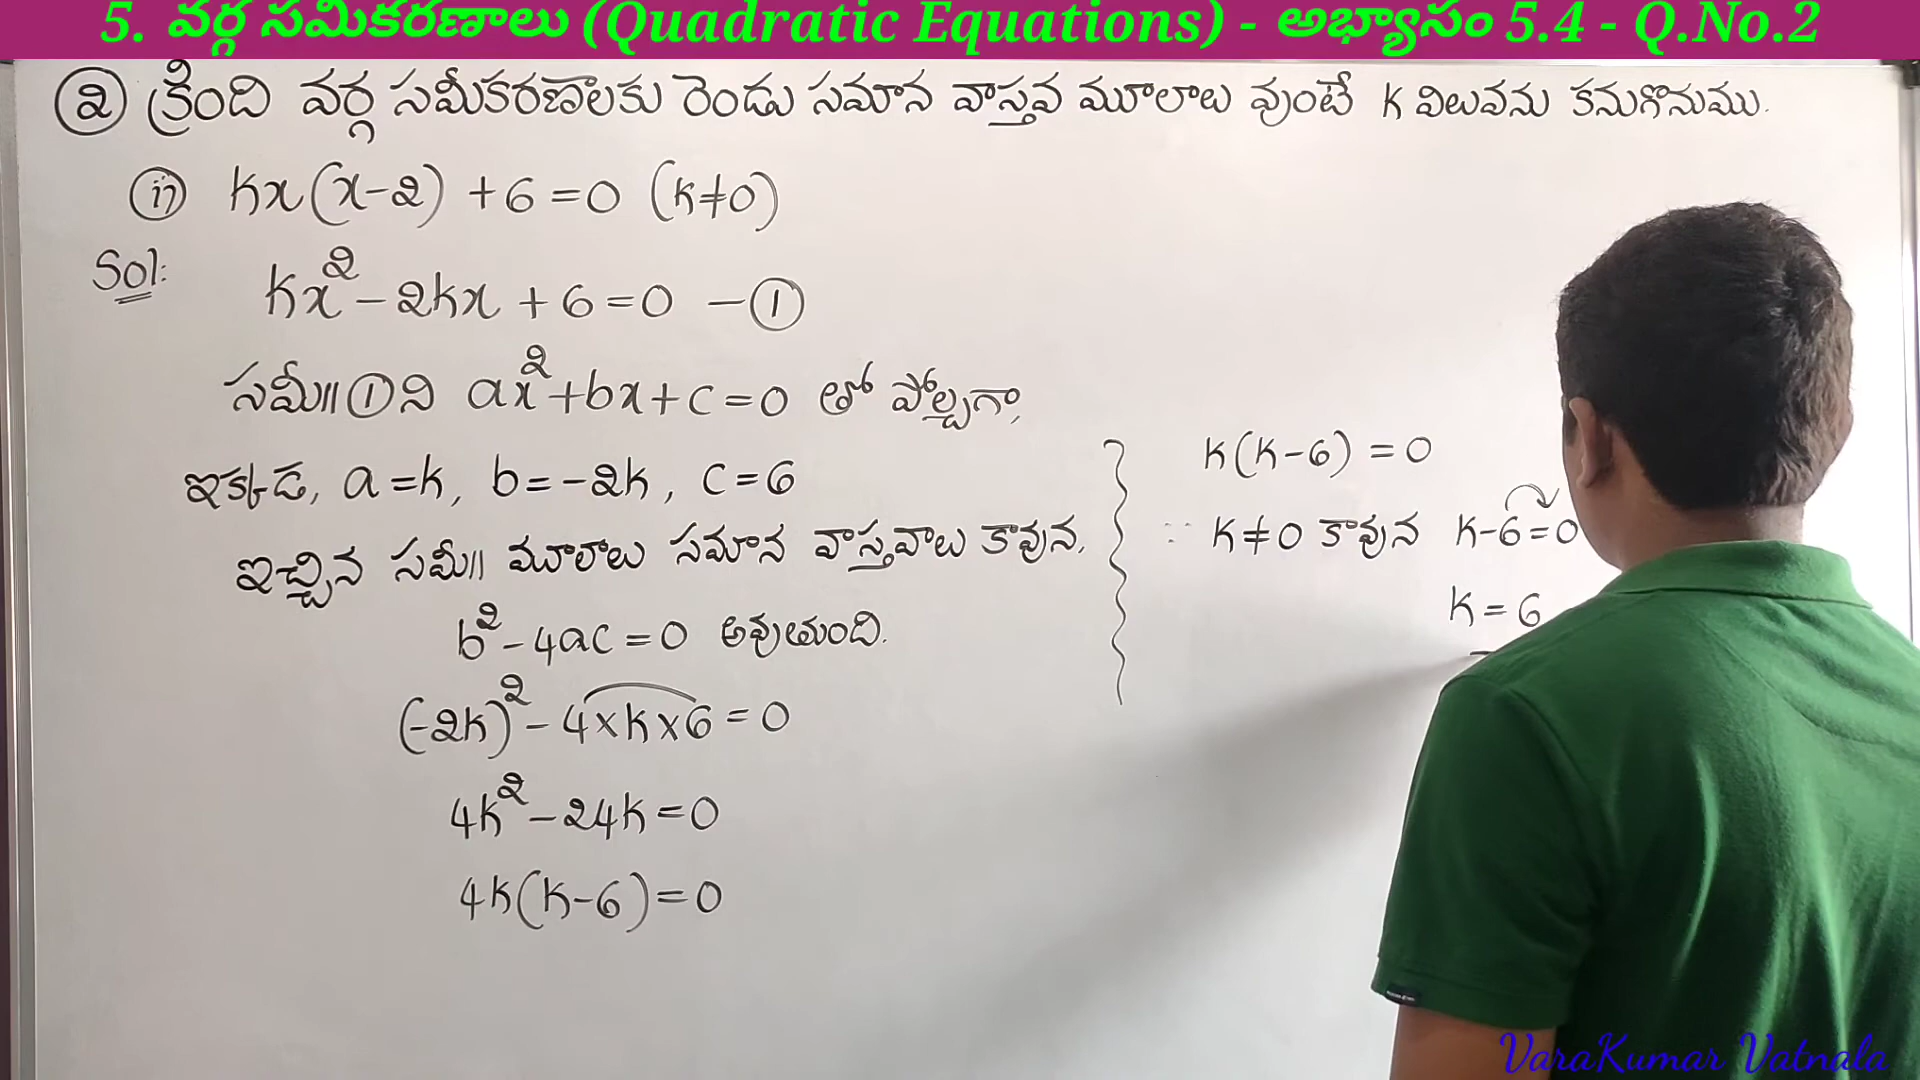 5. వర్గ సమీకరణాలు (Quadratic Equations) - అభ్యాసం 5.4 - Q.No.2
② క్రింది వర్గ సమీకరణాలకు రెండు సమాన వాస్తవ మూలాలు వుంటే k విలువను కనుగొనుము.
ii) kx(x-2) + 6 = 0 (k≠0)
Sol:
kx² - 2kx + 6 = 0 - ①
సమీ॥ ① ని ax² + bx + c = 0 తో పోల్చగా,
ఇక్కడ, a = k, b = -2k, c = 6
ఇచ్చిన సమీ॥ మూలాలు సమాన వాస్తవాలు కావున,
b² - 4ac = 0 అవుతుంది.
(-2k)² - 4×k×6 = 0
4k² - 24k = 0
4k(k-6) = 0
k(k-6) = 0
∵ k≠0 కావున k-6=0
k = 6
VaraKumar Vatnala